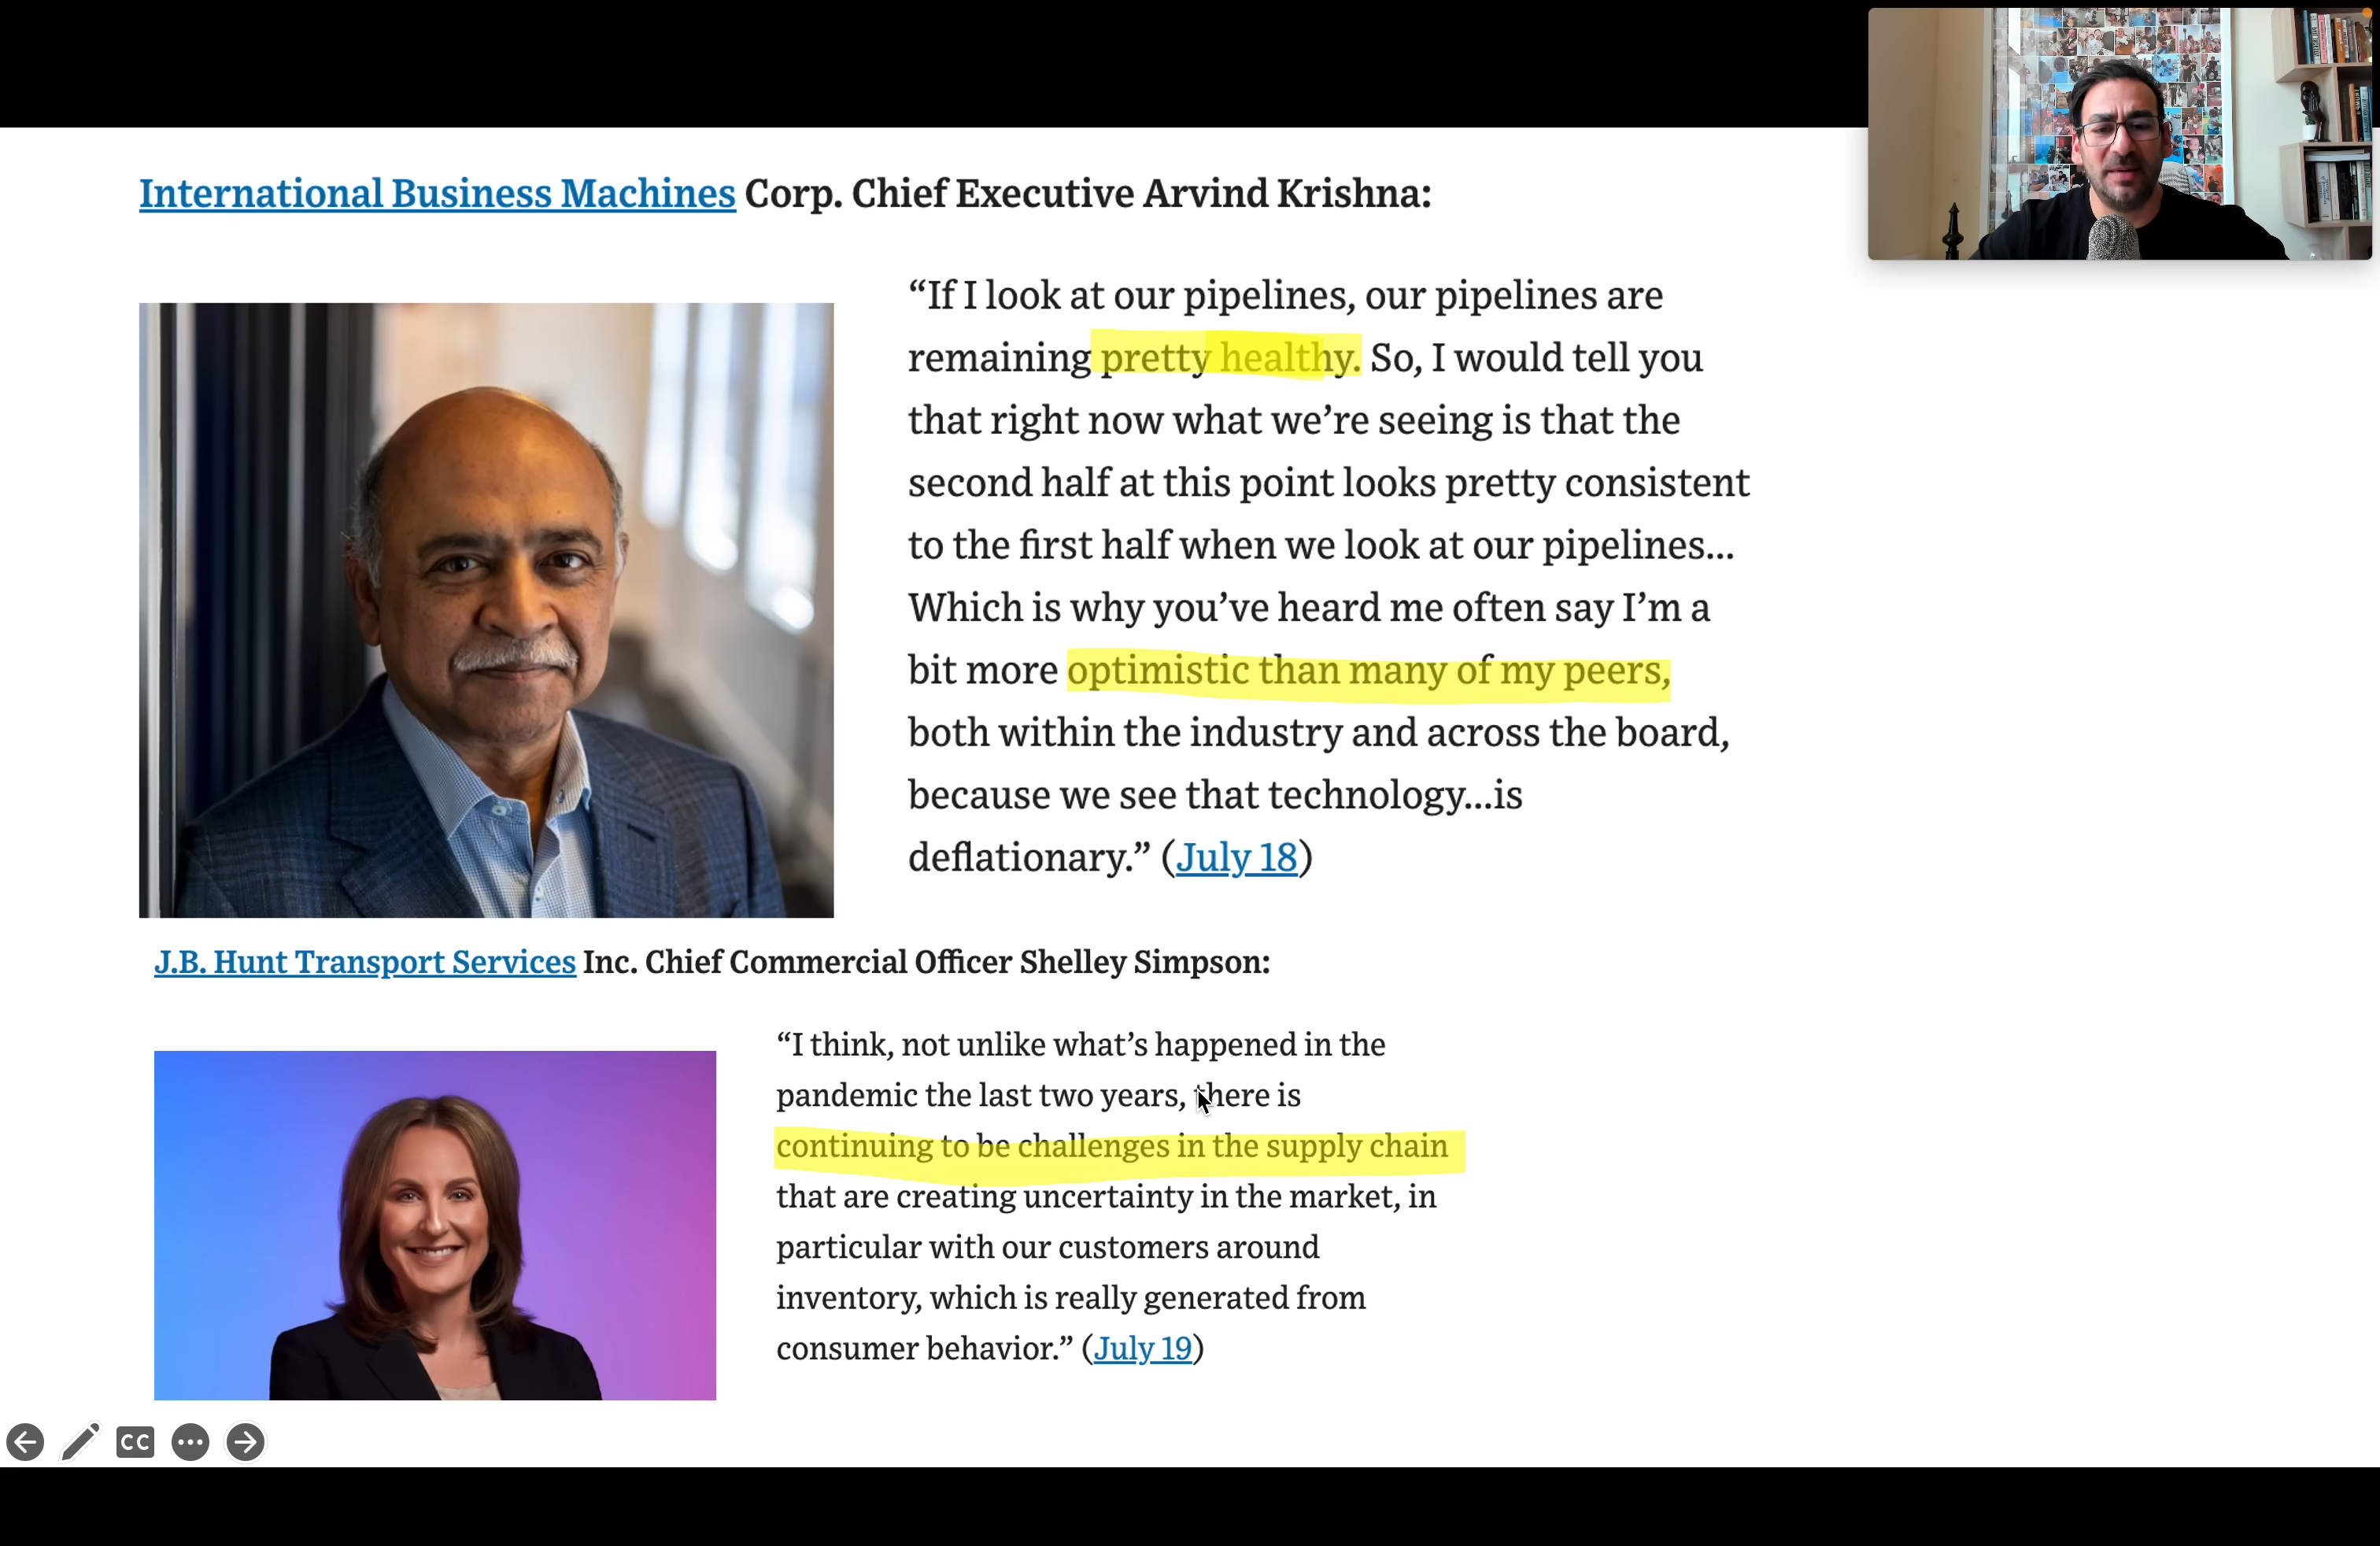 International Business Machines Corp. Chief Executive Arvind Krishna:
“If I look at our pipelines, our pipelines are
remaining pretty healthy. So, I would tell you
that right now what we’re seeing is that the
second half at this point looks pretty consistent
to the first half when we look at our pipelines...
Which is why you’ve heard me often say I’m a
bit more optimistic than many of my peers,
both within the industry and across the board,
because we see that technology...is
deflationary.” (July 18)
J.B. Hunt Transport Services Inc. Chief Commercial Officer Shelley Simpson:
“I think, not unlike what’s happened in the
pandemic the last two years, there is
continuing to be challenges in the supply chain
that are creating uncertainty in the market, in
particular with our customers around
inventory, which is really generated from
consumer behavior.” (July 19)
CC